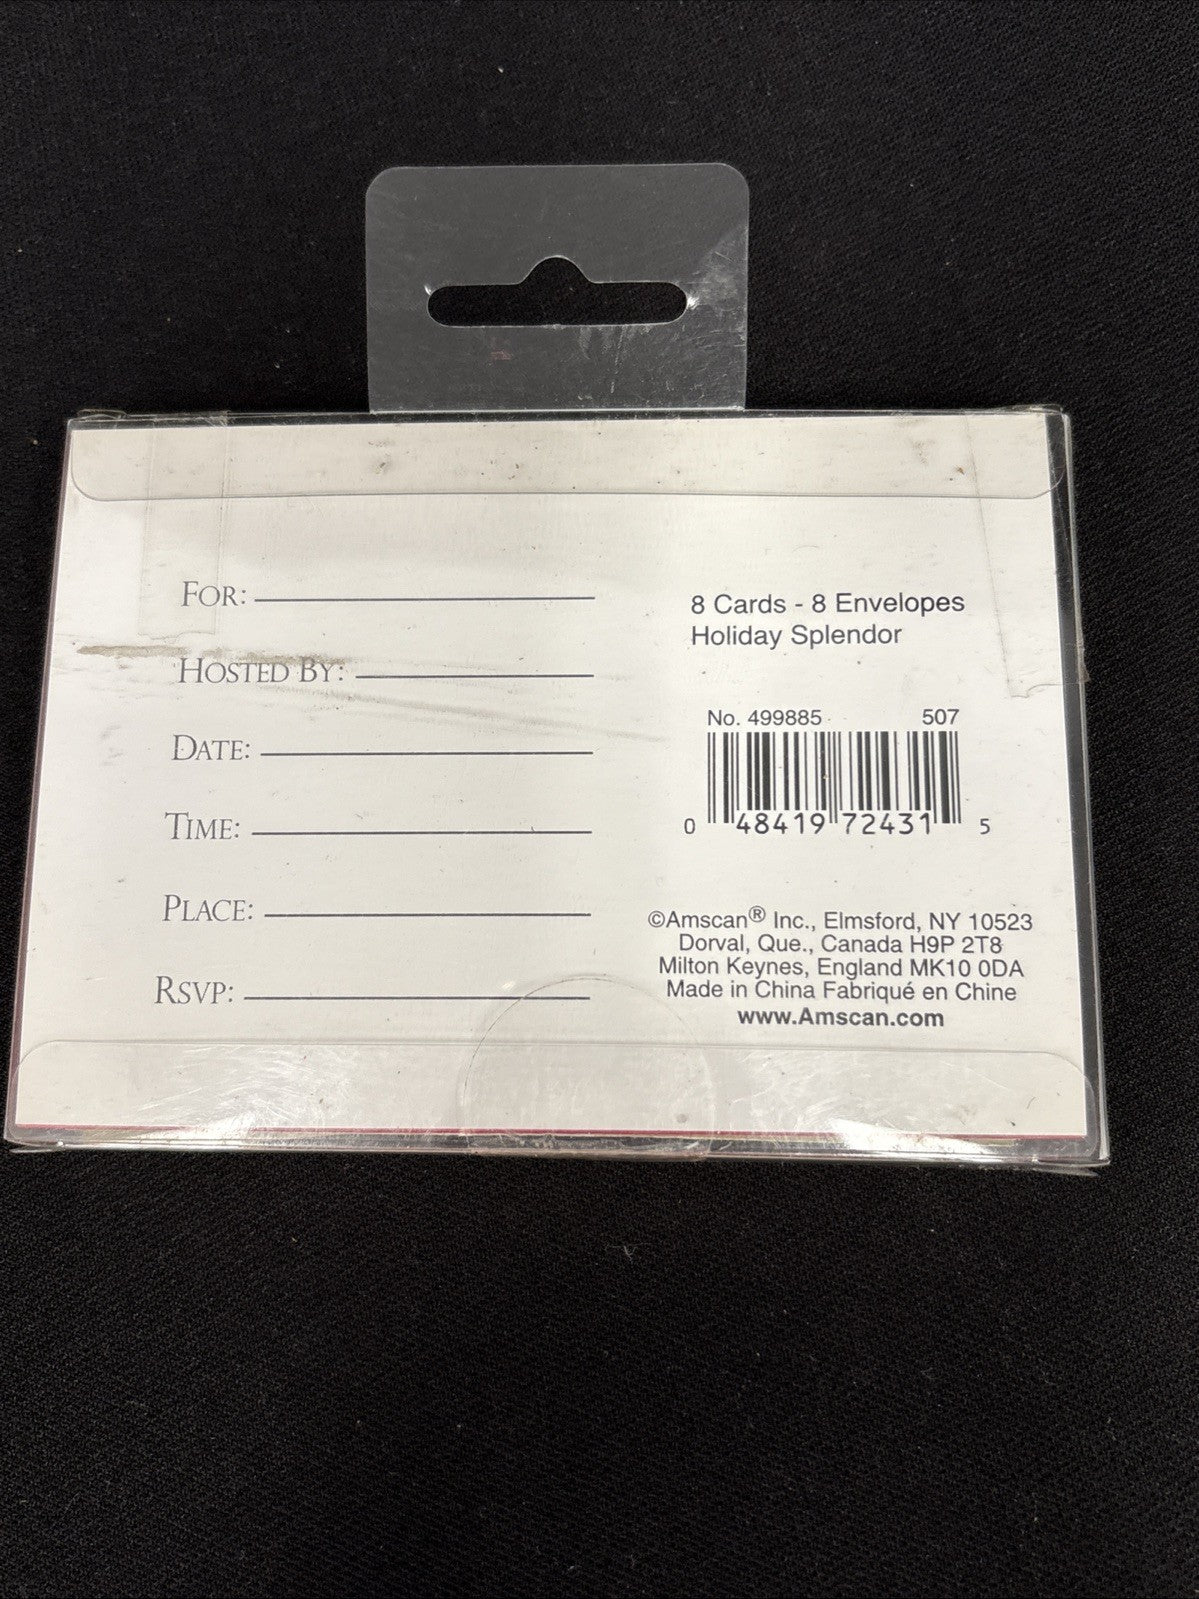 FOR:
HOSTED BY:
DATE:
TIME:
PLACE:
RSVP:
8 Cards - 8 Envelopes
Holiday Splendor
No. 499885 507
0 48419 72431 5
©Amscan® Inc., Elmsford, NY 10523
Dorval, Que., Canada H9P 2T8
Milton Keynes, England MK10 0DA
Made in China Fabriqué en Chine
www.Amscan.com